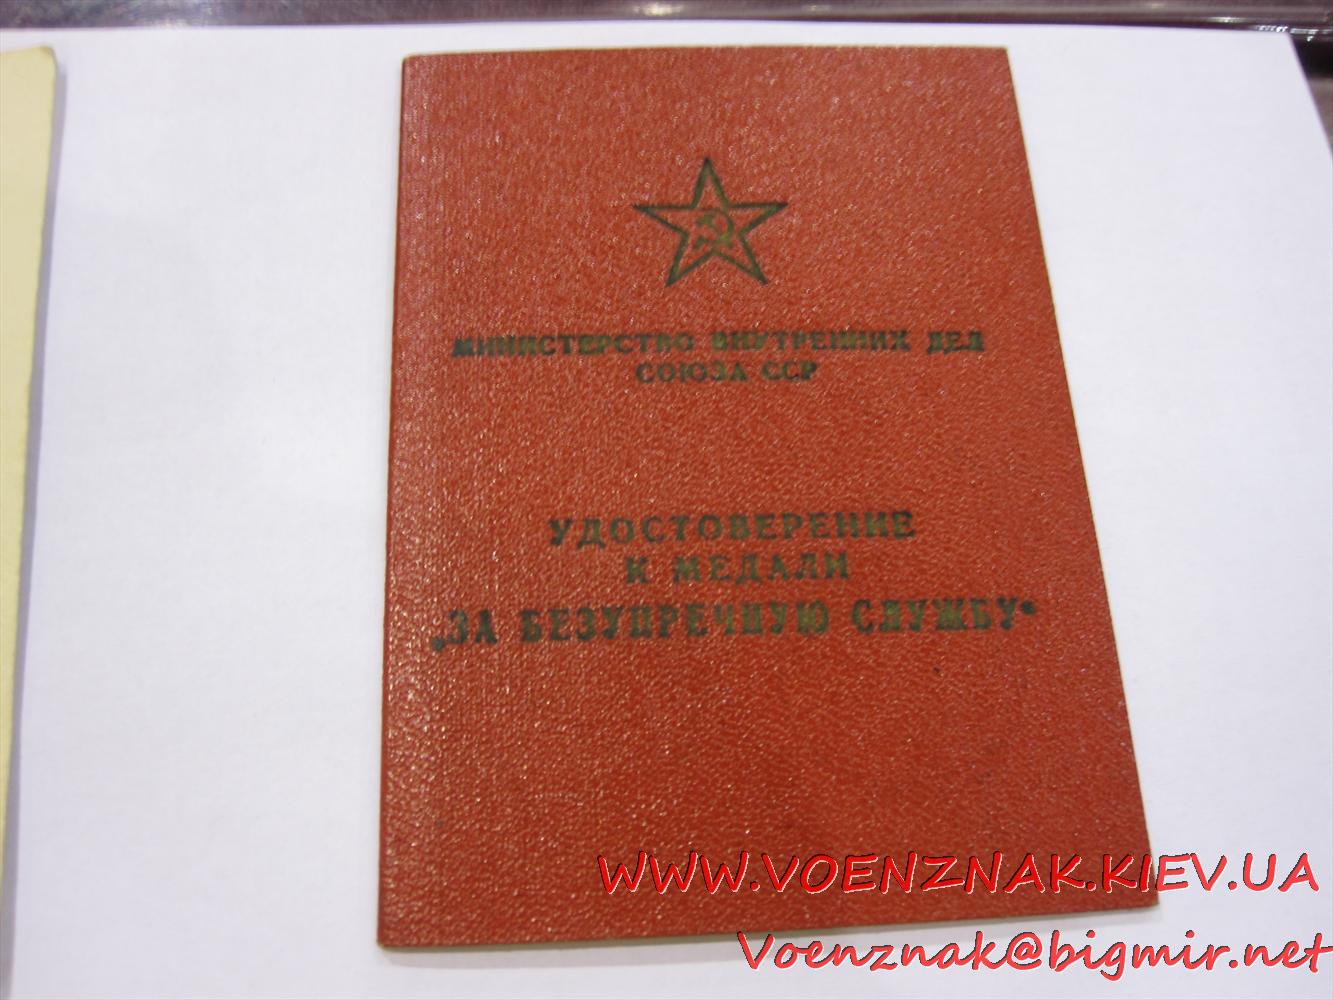 МИНИСТЕРСТВО ВНУТРЕННИХ ДЕЛ
СОЮЗА ССР
УДОСТОВЕРЕНИЕ
К МЕДАЛИ
„ЗА БЕЗУПРЕЧНУЮ СЛУЖБУ“
WWW.VOENZNAK.KIEV.UA
Voenznak@bigmir.net